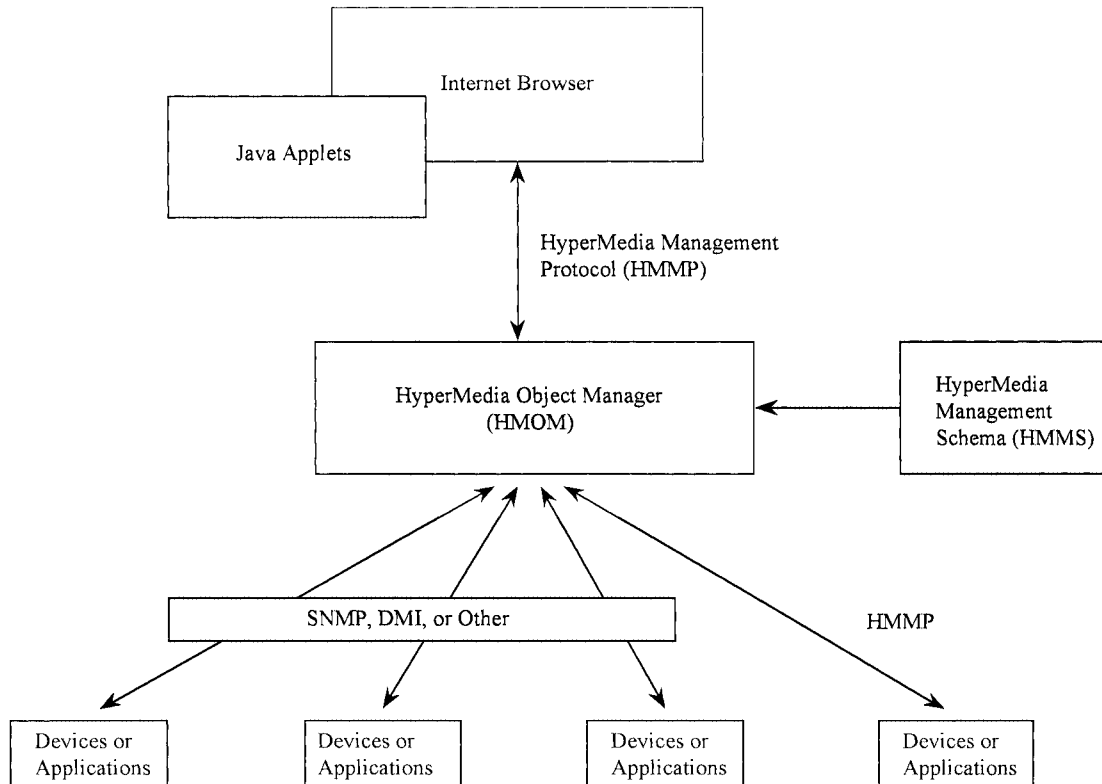 Internet Browser
Java Applets
HyperMedia Management
Protocol (HMMP)
HyperMedia Object Manager
(HMOM)
HyperMedia
Management
Schema (HMMS)
SNMP, DMI, or Other
HMMP
Devices or
Applications
Devices or
Applications
Devices or
Applications
Devices or
Applications